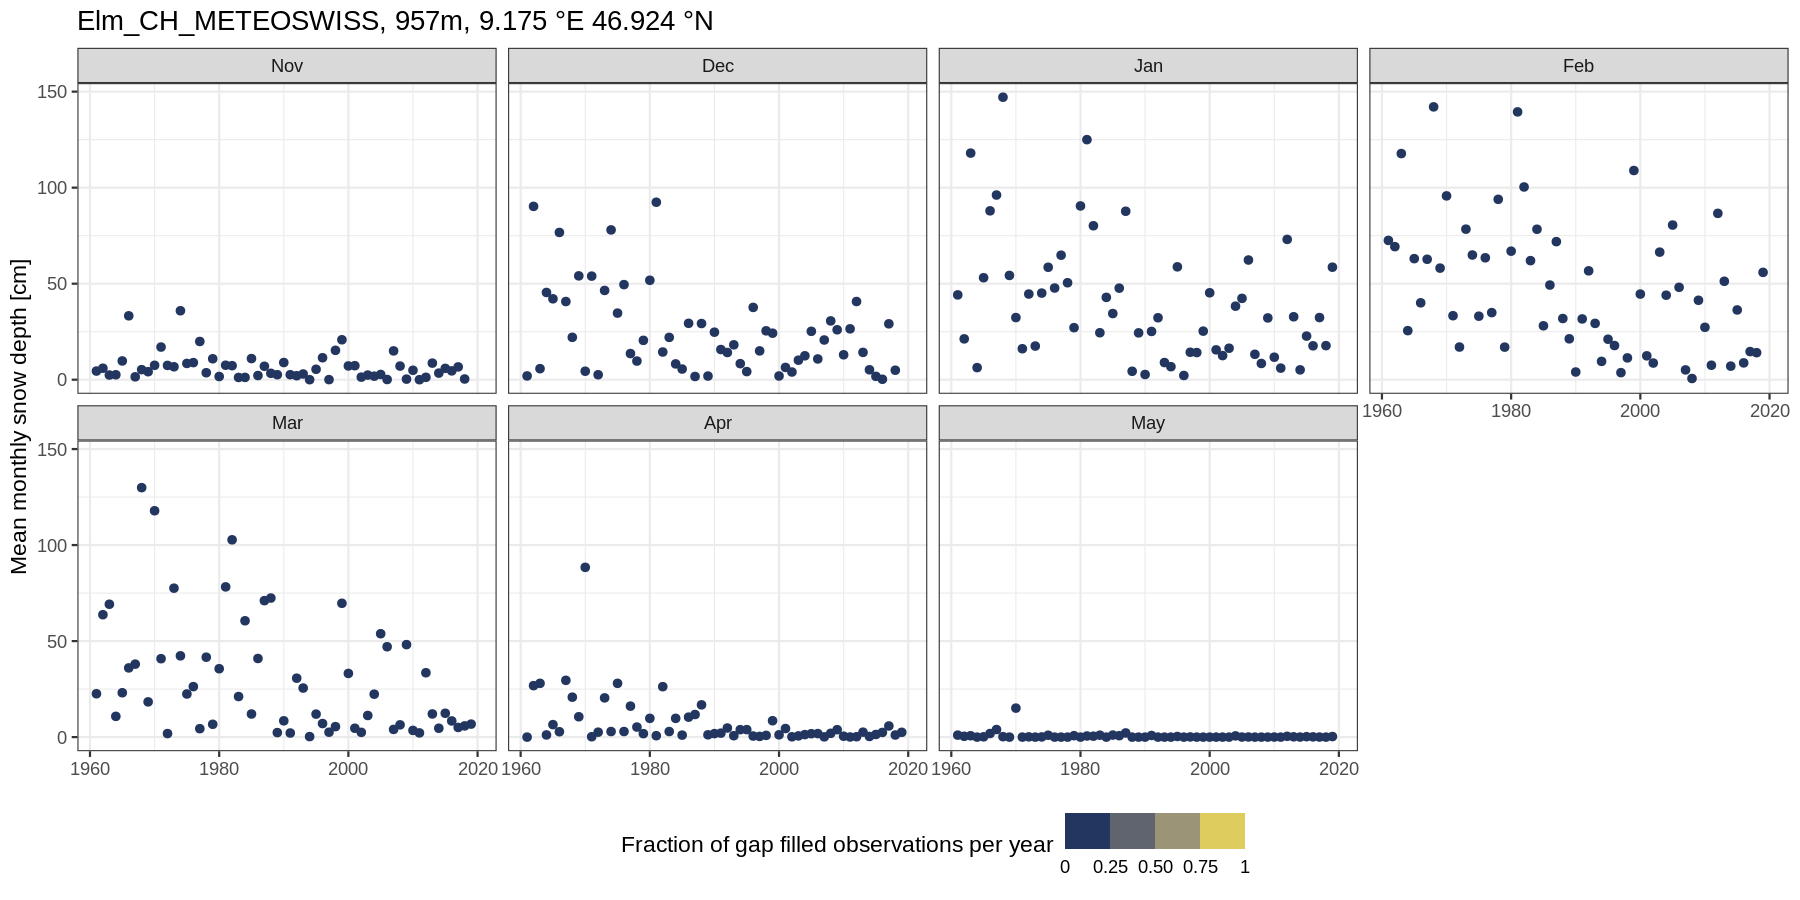 Elm_CH_METEOSWISS, 957m, 9.175 °E 46.924 °N
Nov Dec Jan Feb
150
100
50
0
1960 1980 2000 2020
Mar Apr May
150
100
50
0
1960 1980 2000 2020 1960 1980 2000 2020 1960 1980 2000 2020
Mean monthly snow depth [cm]
Fraction of gap filled observations per year
0 0.25 0.50 0.75 1